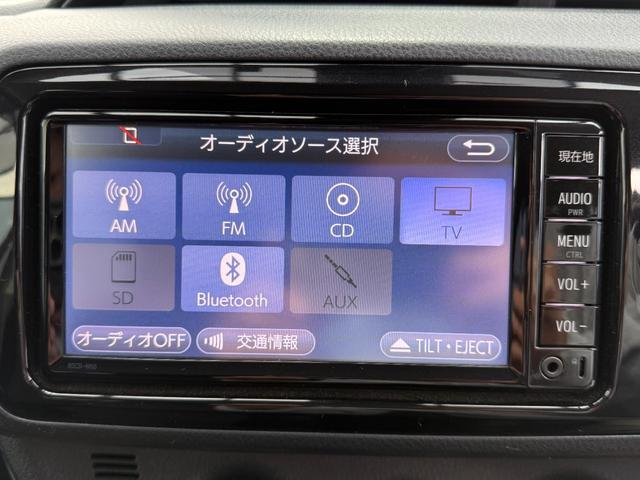 オーディオソース選択
AM
FM
CD
TV
SD
Bluetooth
AUX
オーディオOFF
交通情報
TILT・EJECT
現在地
AUDIO
PWR
MENU
CTRL
VOL+
VOL−